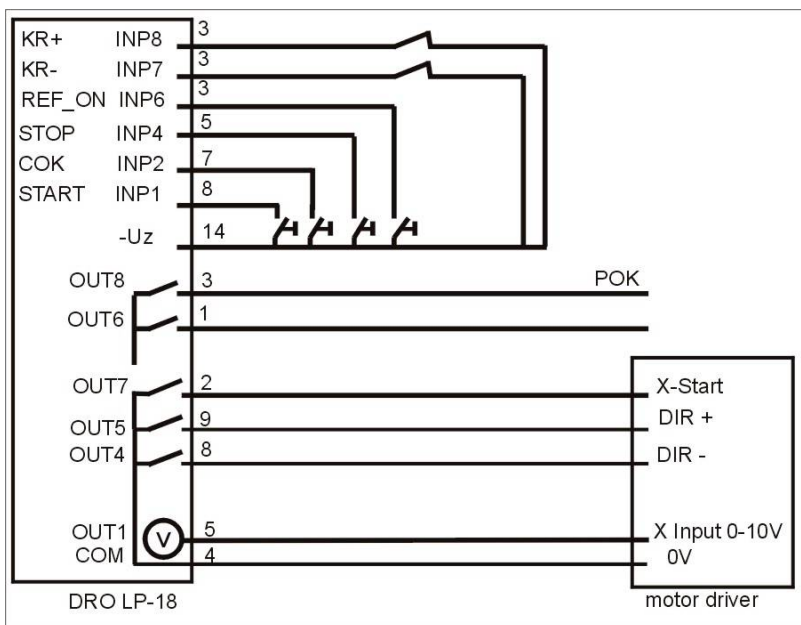 KR+ INP8 3
KR- INP7 3
REF_ON INP6 3
STOP INP4 5
COK INP2 7
START INP1 8
-Uz 14
OUT8 3 POK
OUT6 1
OUT7 2 X-Start
OUT5 9 DIR +
OUT4 8 DIR -
OUT1 V 5 X Input 0-10V
COM 4 0V
DRO LP-18 motor driver